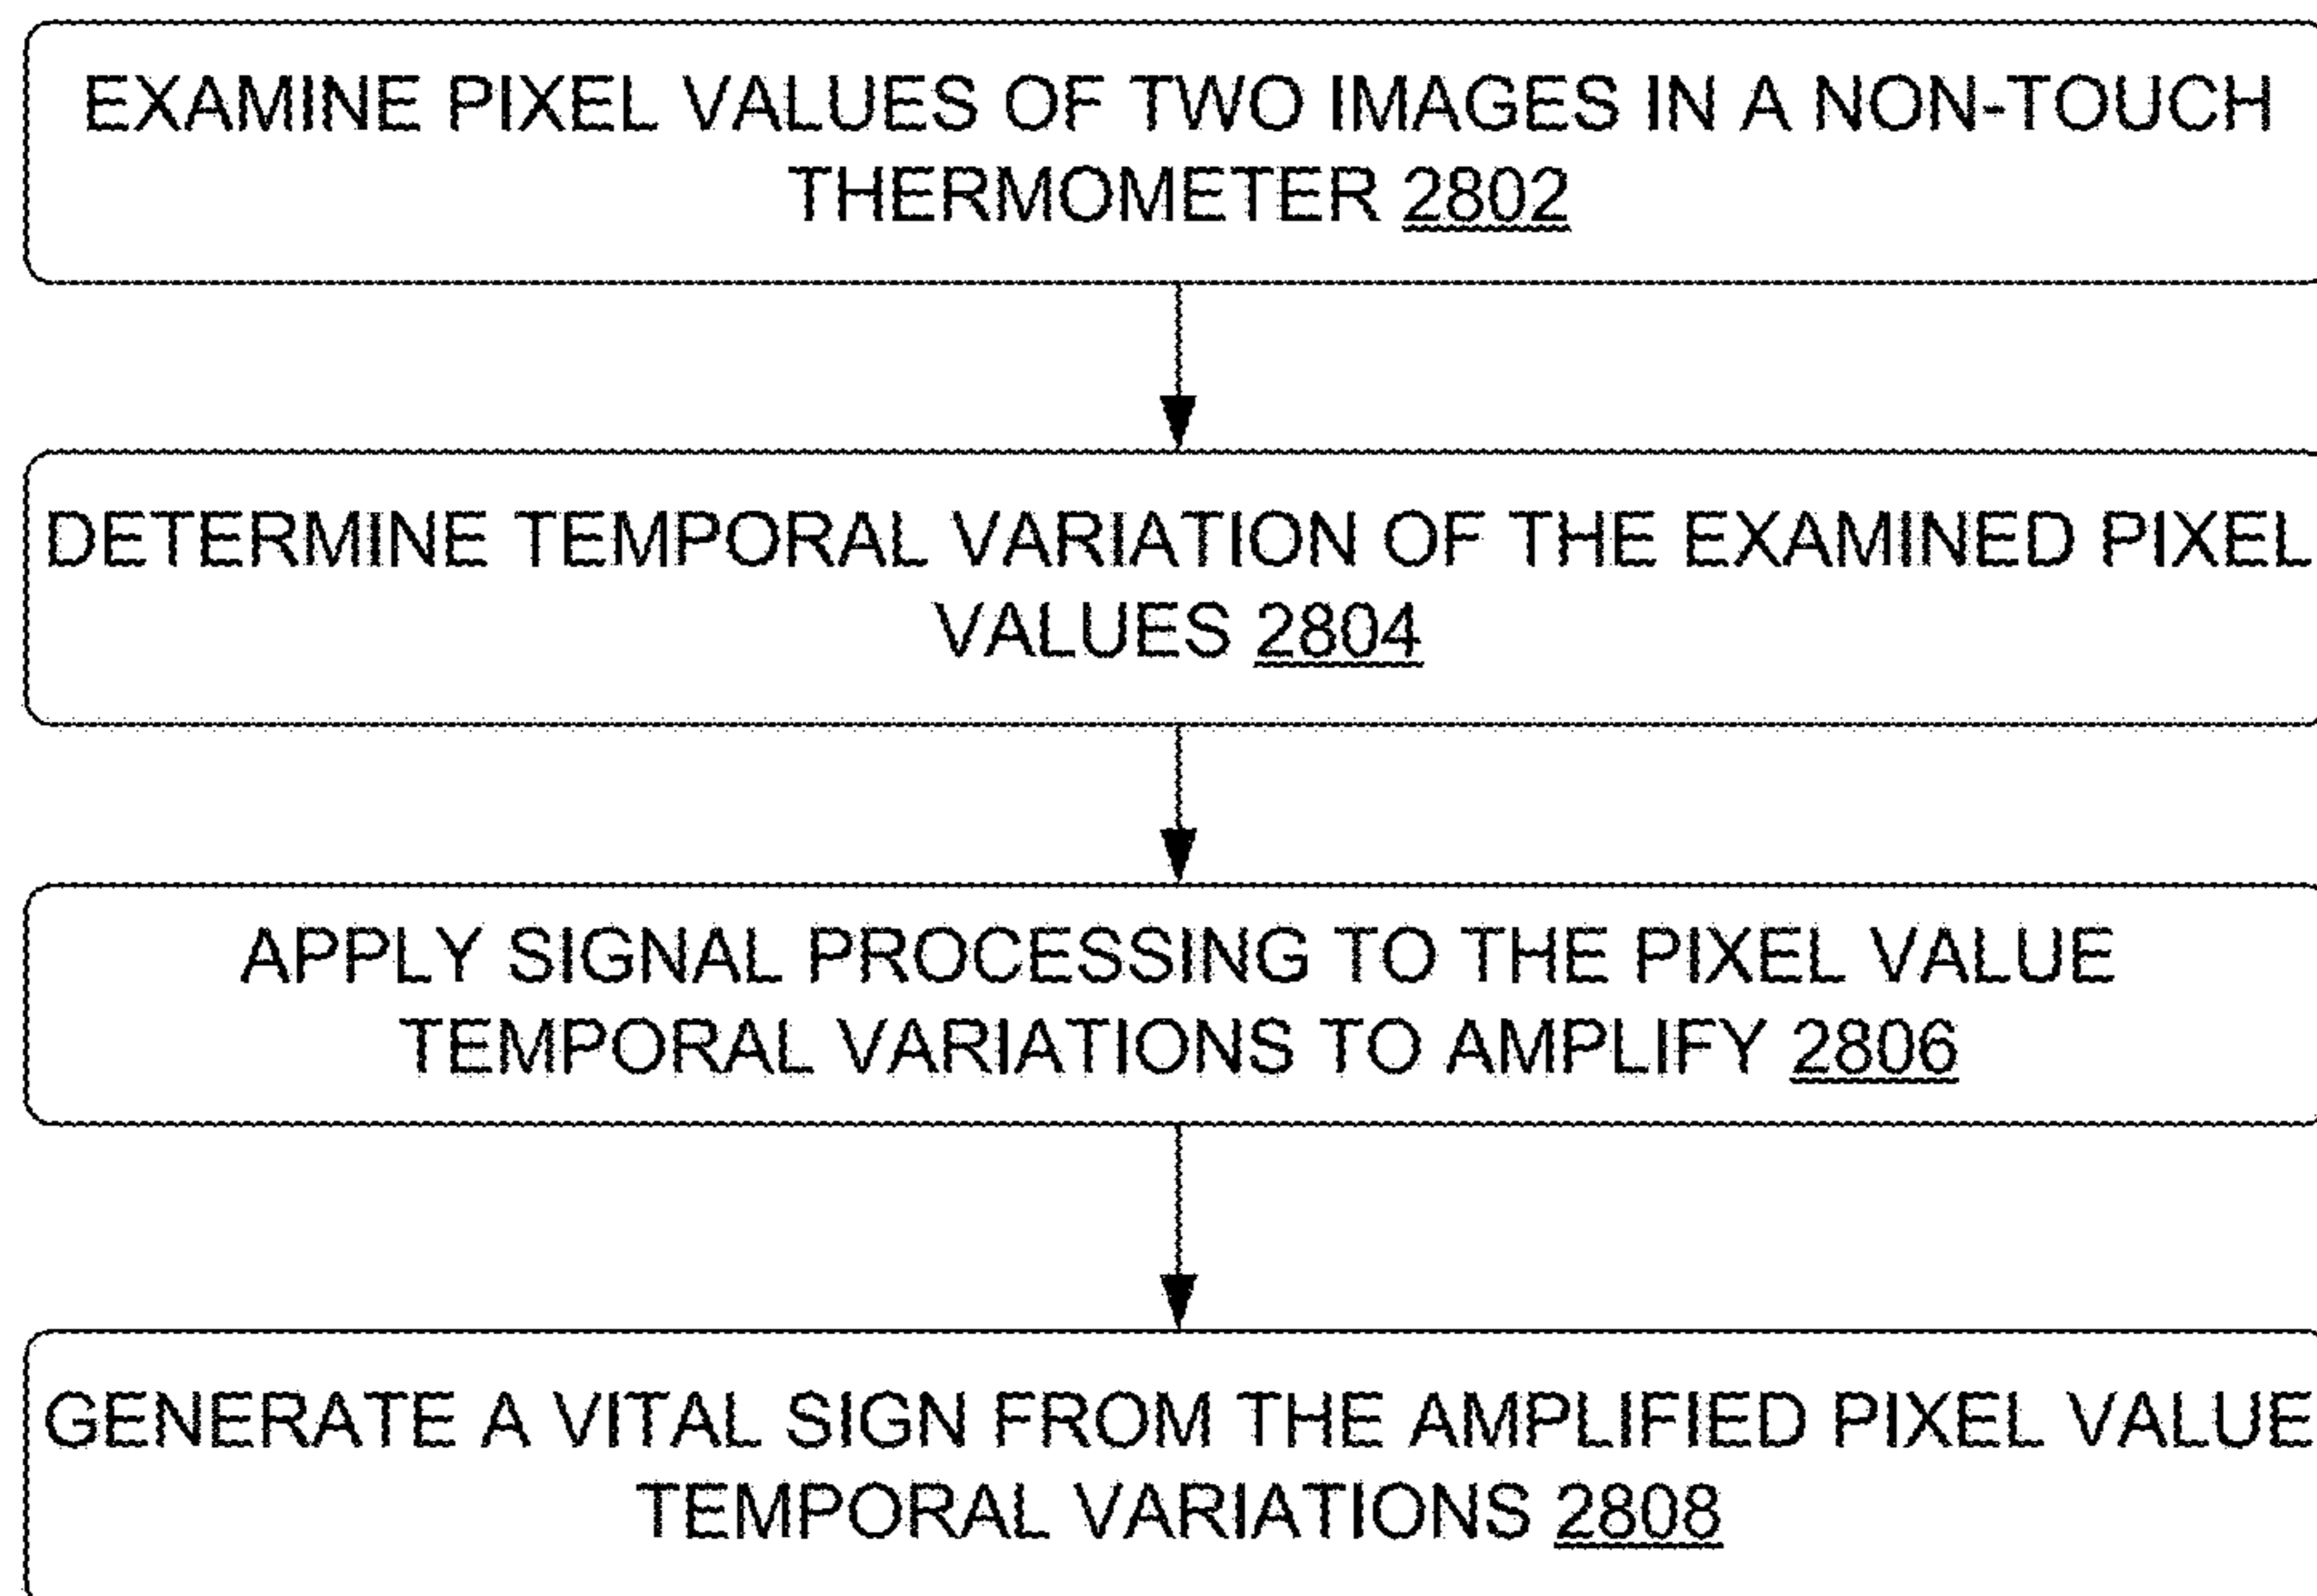 EXAMINE PIXEL VALUES OF TWO IMAGES IN A NON-TOUCH
THERMOMETER 2802
DETERMINE TEMPORAL VARIATION OF THE EXAMINED PIXEL
VALUES 2804
APPLY SIGNAL PROCESSING TO THE PIXEL VALUE
TEMPORAL VARIATIONS TO AMPLIFY 2806
GENERATE A VITAL SIGN FROM THE AMPLIFIED PIXEL VALUE
TEMPORAL VARIATIONS 2808